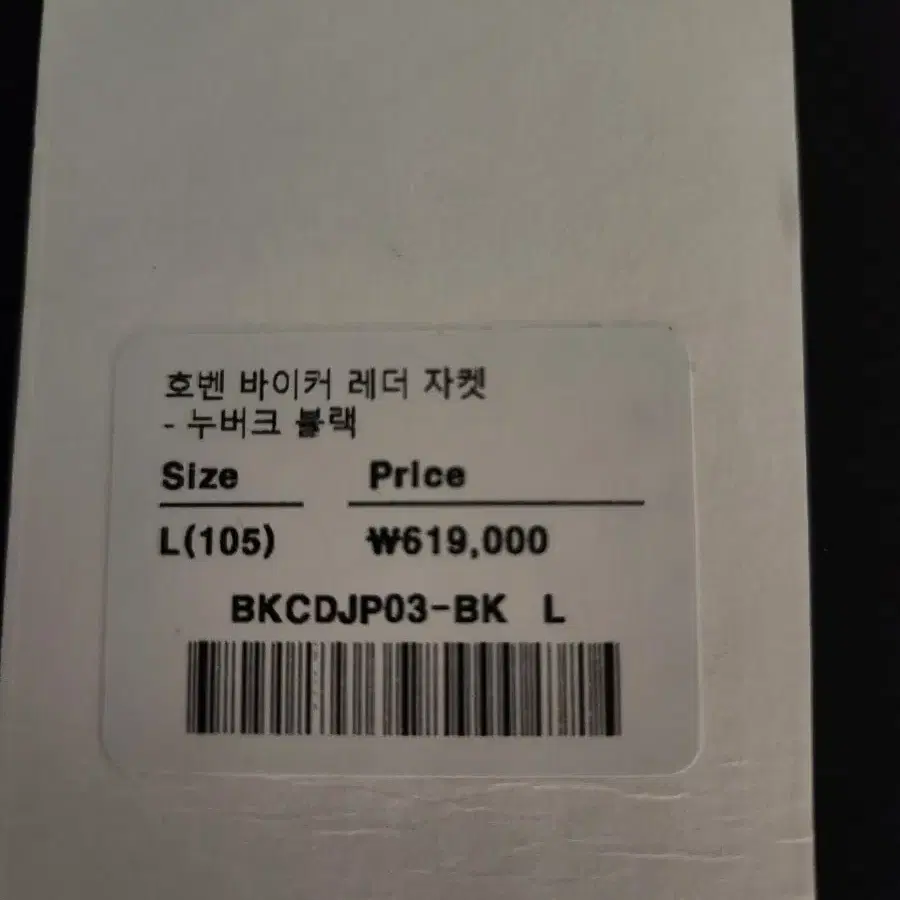 호벤 바이커 레더 자켓
- 누버크 블랙
Size Price
L(105) ₩619,000
BKCDJP03-BK L